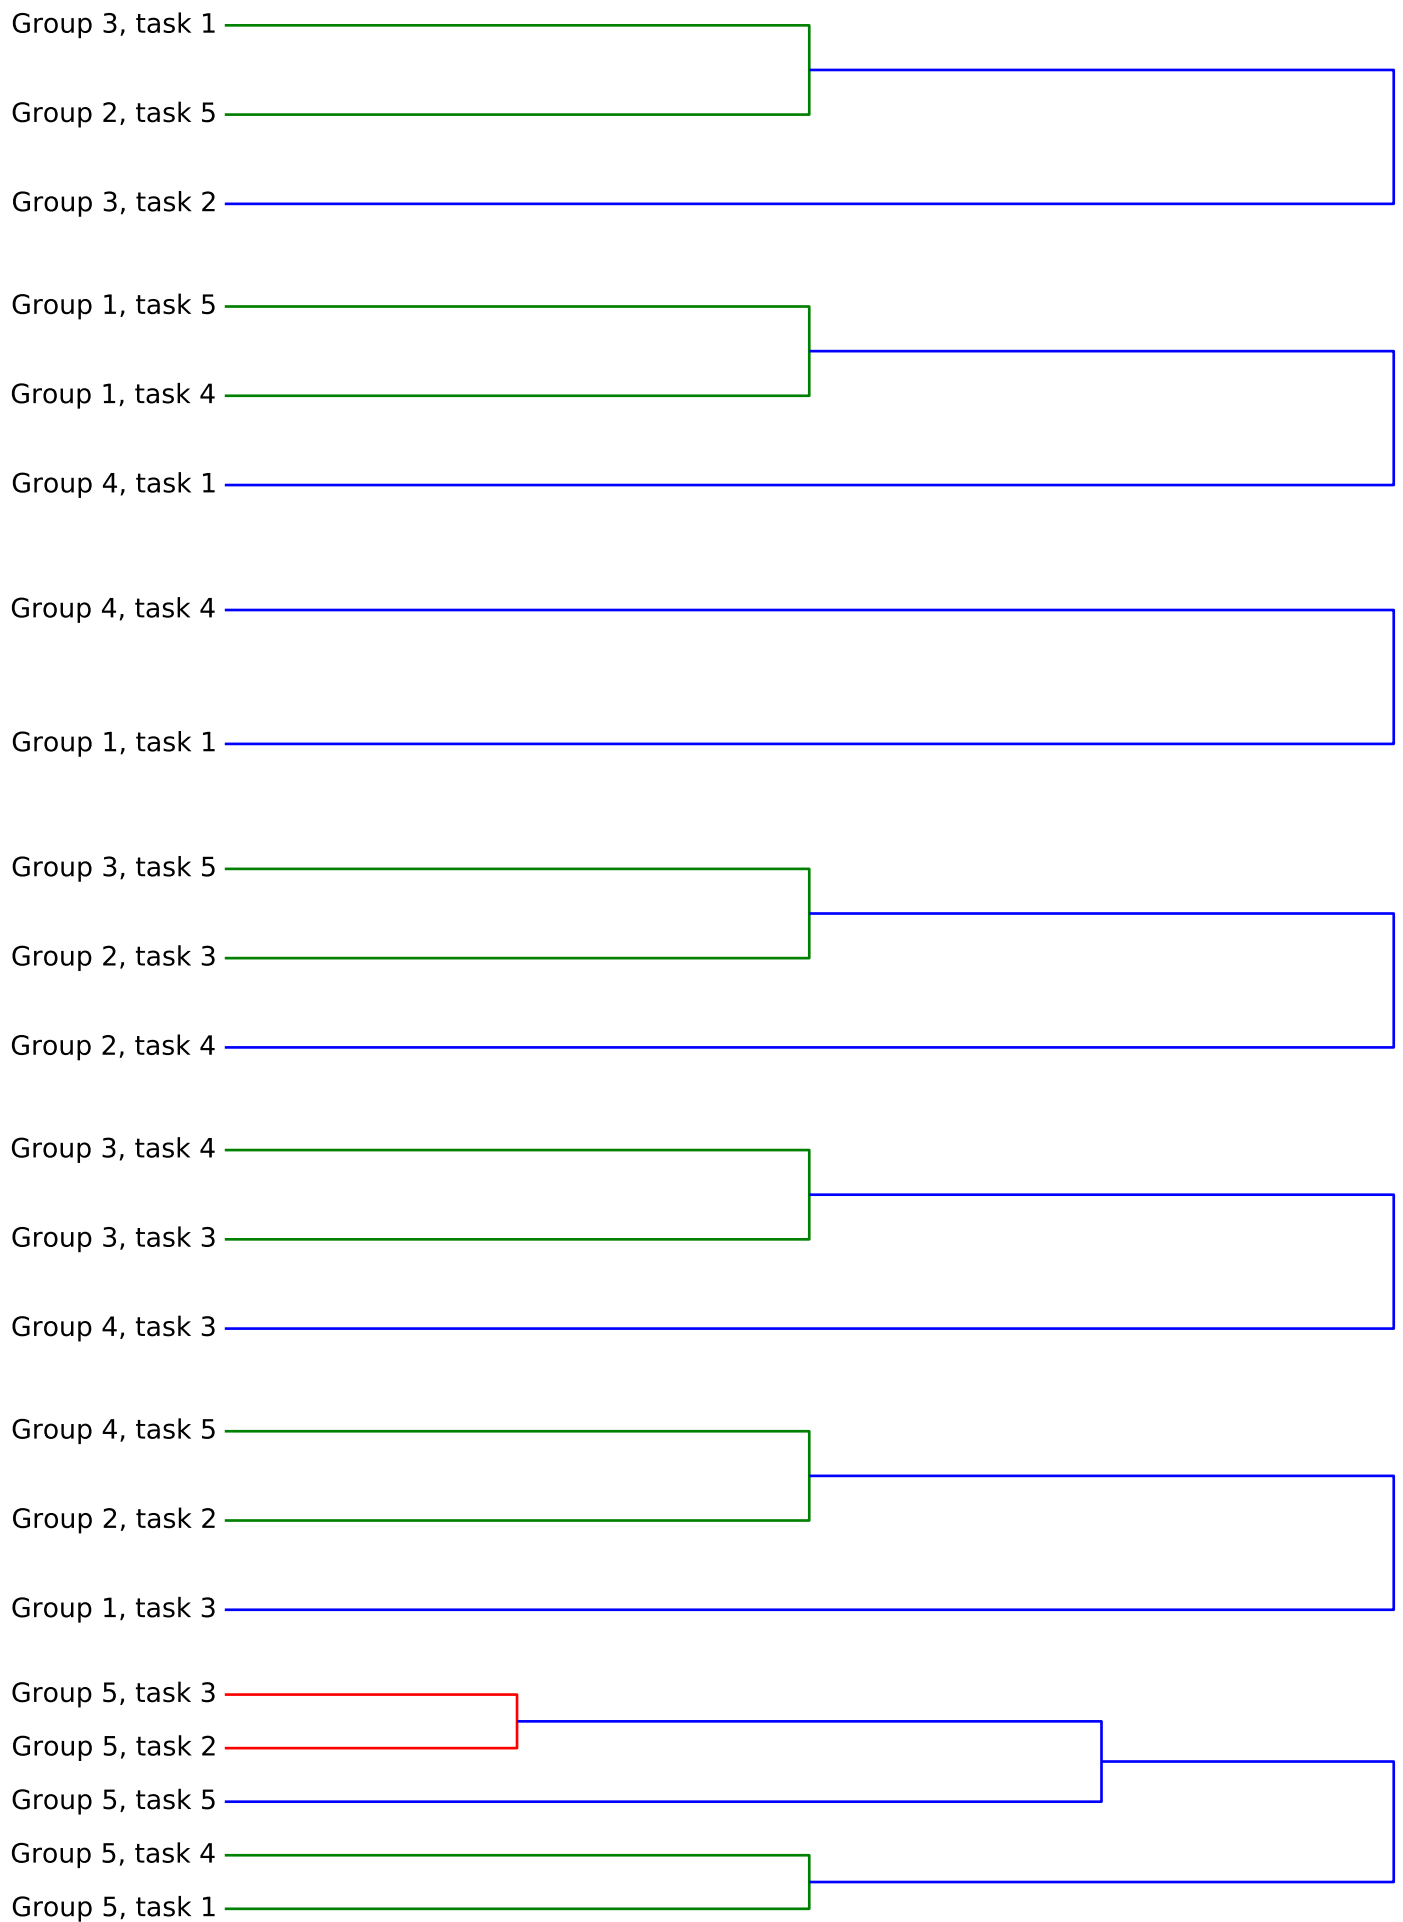 Group 3, task 1
Group 2, task 5
Group 3, task 2
Group 1, task 5
Group 1, task 4
Group 4, task 1
Group 4, task 4
Group 1, task 1
Group 3, task 5
Group 2, task 3
Group 2, task 4
Group 3, task 4
Group 3, task 3
Group 4, task 3
Group 4, task 5
Group 2, task 2
Group 1, task 3
Group 5, task 3
Group 5, task 2
Group 5, task 5
Group 5, task 4
Group 5, task 1